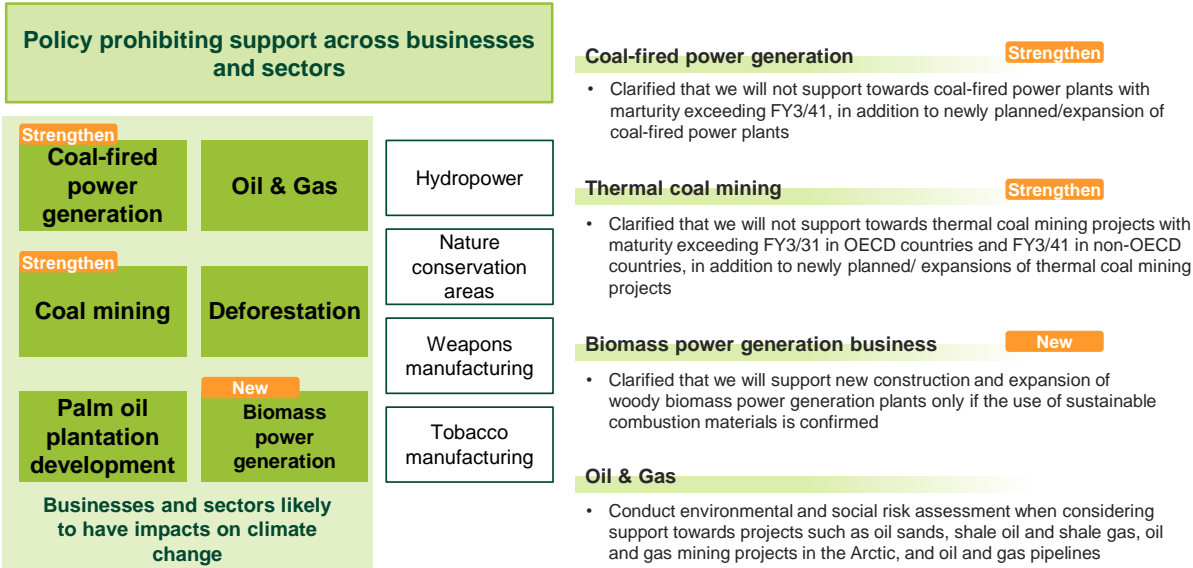 Policy prohibiting support across businesses
and sectors
Strengthen
Coal-fired
power
generation
Oil & Gas
Strengthen
Coal mining
Deforestation
Palm oil
plantation
development
New
Biomass
power
generation
Businesses and sectors likely
to have impacts on climate
change
Hydropower
Nature
conservation
areas
Weapons
manufacturing
Tobacco
manufacturing
Coal-fired power generation
Strengthen
• Clarified that we will not support towards coal-fired power plants with
marturity exceeding FY3/41, in addition to newly planned/expansion of
coal-fired power plants
Thermal coal mining
Strengthen
• Clarified that we will not support towards thermal coal mining projects with
maturity exceeding FY3/31 in OECD countries and FY3/41 in non-OECD
countries, in addition to newly planned/ expansions of thermal coal mining
projects
Biomass power generation business
New
• Clarified that we will support new construction and expansion of
woody biomass power generation plants only if the use of sustainable
combustion materials is confirmed
Oil & Gas
• Conduct environmental and social risk assessment when considering
support towards projects such as oil sands, shale oil and shale gas, oil
and gas mining projects in the Arctic, and oil and gas pipelines